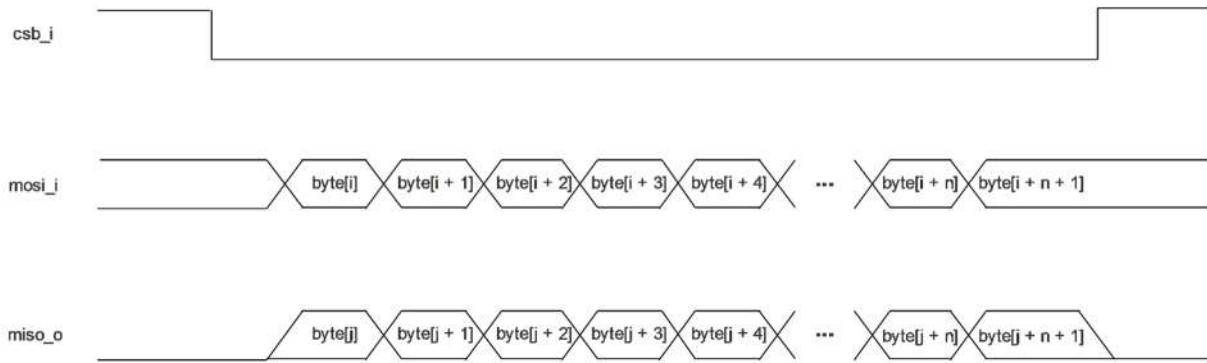 csb_i
mosi_i byte[i] byte[i + 1] byte[i + 2] byte[i + 3] byte[i + 4] ... byte[i + n] byte[i + n + 1]
miso_o byte[j] byte[j + 1] byte[j + 2] byte[j + 3] byte[j + 4] ... byte[j + n] byte[j + n + 1]